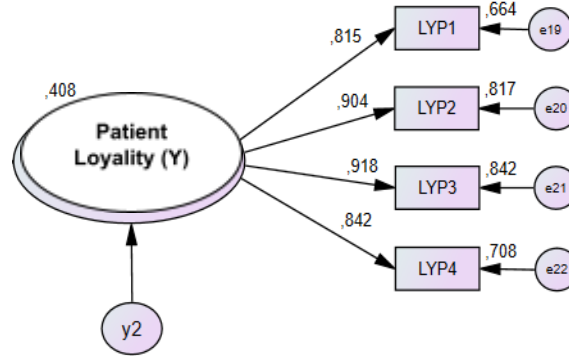 ,664
,815
LYP1
e19
,408
,817
,904
LYP2
e20
Patient
Loyality (Y)
,918
,842
LYP3
e21
,842
,708
LYP4
e22
y2